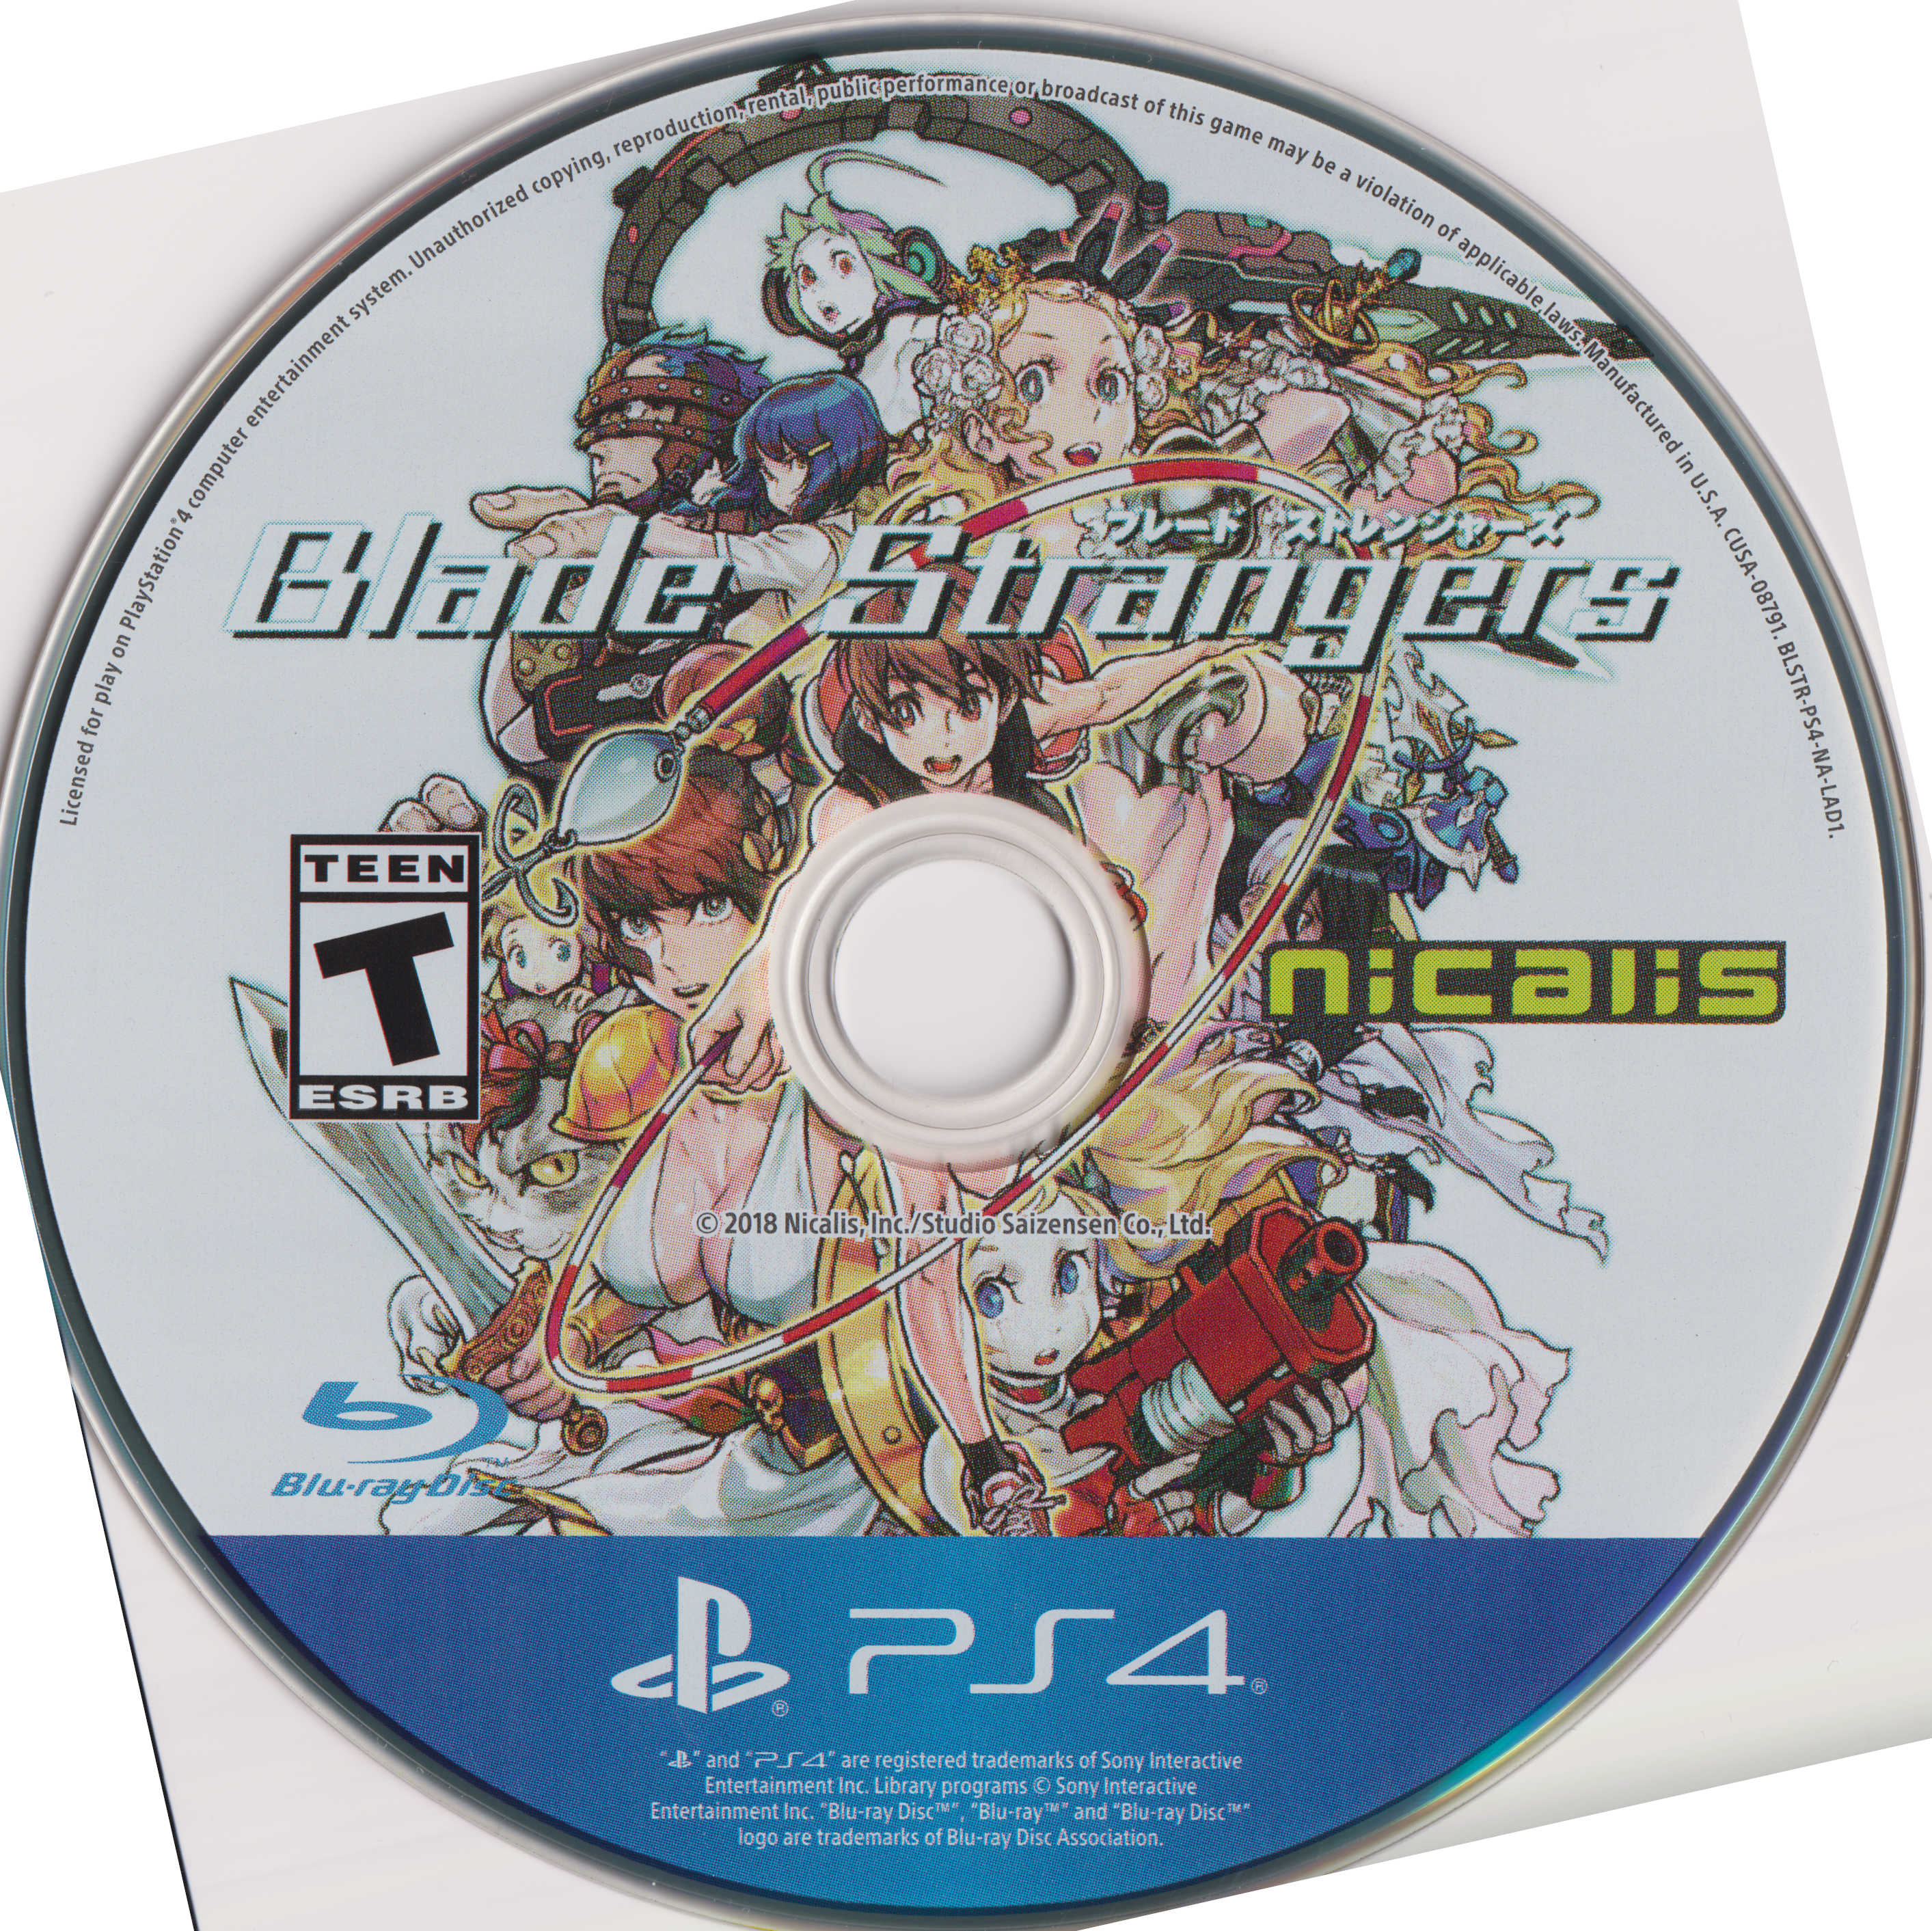 Licensed for play on PlayStation®4 computer entertainment system. Unauthorized copying, reproduction, rental, public performance or broadcast of this game may be a violation of applicable laws. Manufactured in U.S.A. CUSA-08791. BLSTR-PS4-NA-LAD1.
ブレード ストレンジャーズ
Blade Strangers
TEEN
T
ESRB
nicalis
© 2018 Nicalis, Inc./Studio Saizensen Co., Ltd.
Blu-ray Disc™
PS4®
“ ” and “PS4” are registered trademarks of Sony Interactive
Entertainment Inc. Library programs © Sony Interactive
Entertainment Inc. “Blu-ray Disc™”, “Blu-ray™” and “Blu-ray Disc™”
logo are trademarks of Blu-ray Disc Association.